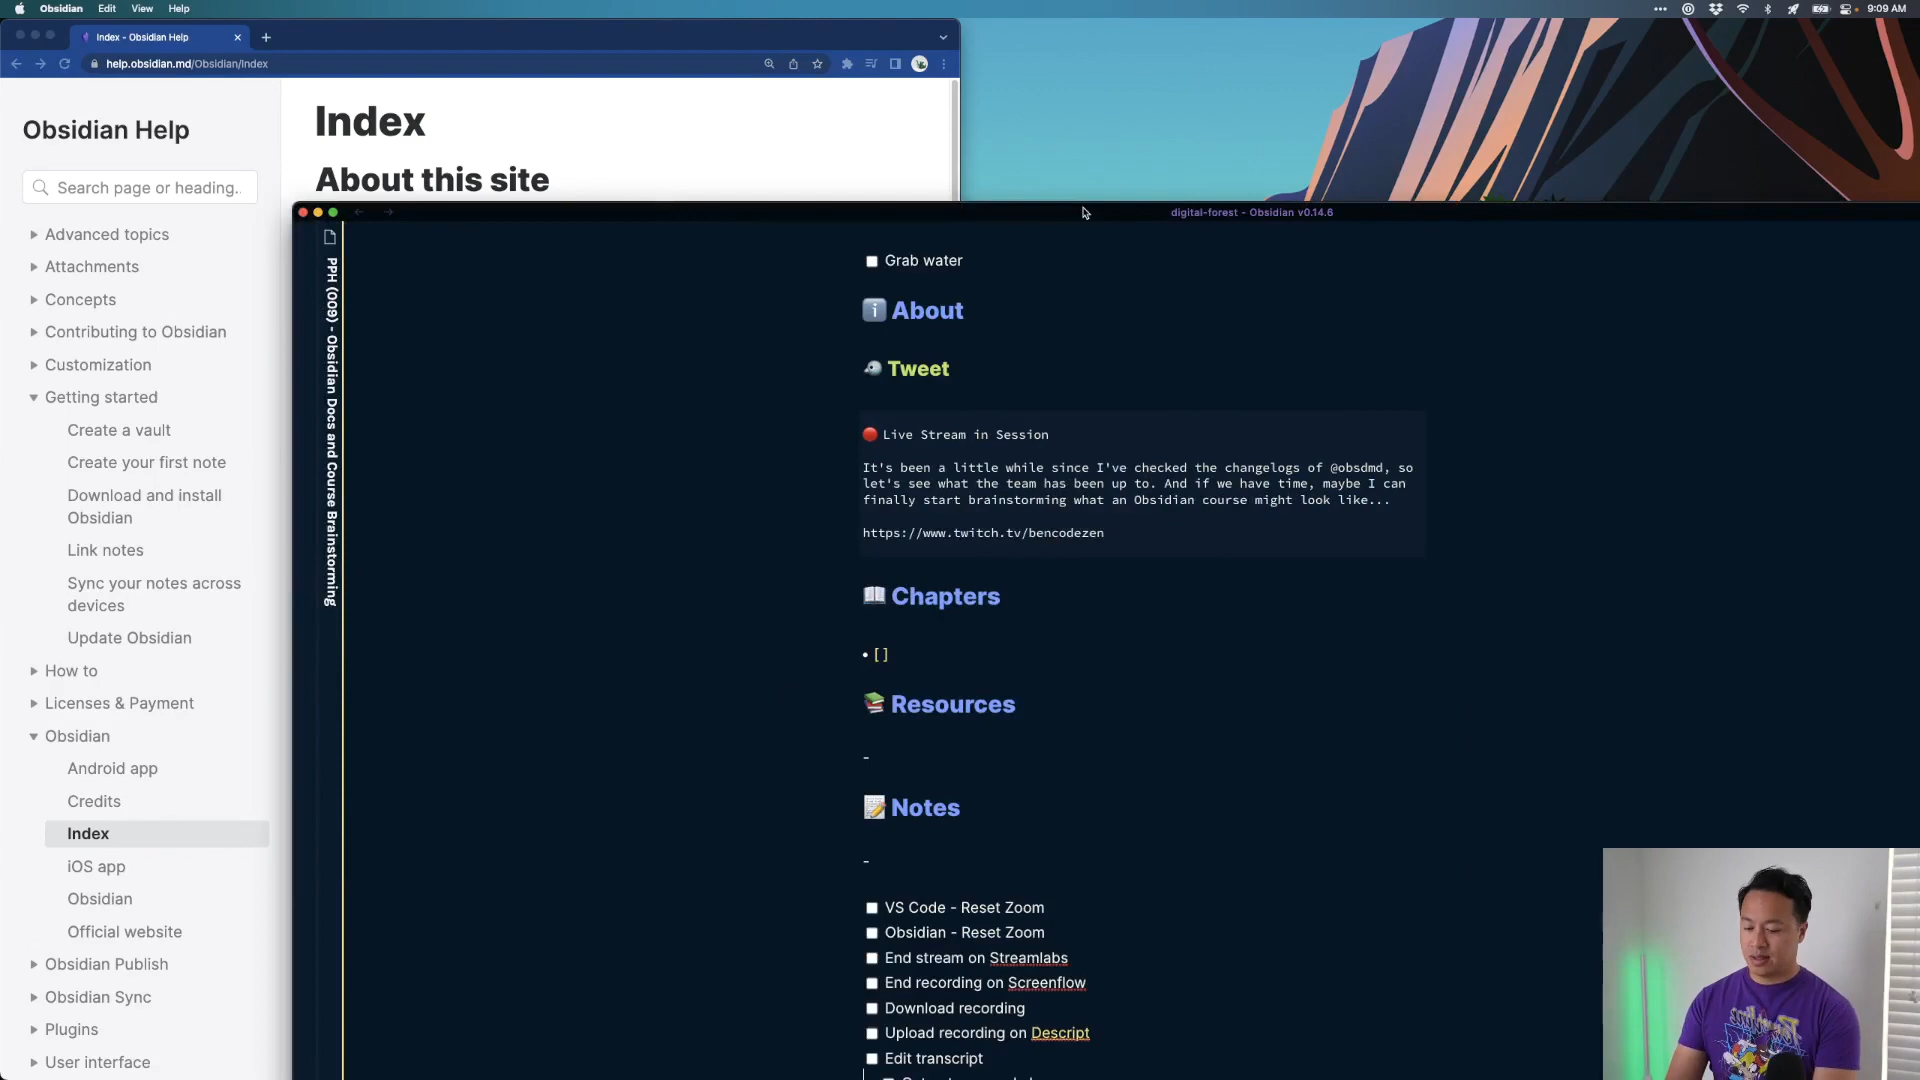 Obsidian Edit View Help
9:09 AM
Index - Obsidian Help
help.obsidian.md/Obsidian/Index
Obsidian Help
Search page or heading..
Advanced topics
Attachments
Concepts
Contributing to Obsidian
Customization
Getting started
Create a vault
Create your first note
Download and install
Obsidian
Link notes
Sync your notes across
devices
Update Obsidian
How to
Licenses & Payment
Obsidian
Android app
Credits
Index
iOS app
Obsidian
Official website
Obsidian Publish
Obsidian Sync
Plugins
User interface
Index
About this site
digital-forest - Obsidian v0.14.6
PPH (009) - Obsidian Docs and Course Brainstorming
Grab water
About
Tweet
Live Stream in Session
It's been a little while since I've checked the changelogs of @obsdmd, so
let's see what the team has been up to. And if we have time, maybe I can
finally start brainstorming what an Obsidian course might look like...
https://www.twitch.tv/bencodezen
Chapters
• []
Resources
-
Notes
-
VS Code - Reset Zoom
Obsidian - Reset Zoom
End stream on Streamlabs
End recording on Screenflow
Download recording
Upload recording on Descript
Edit transcript